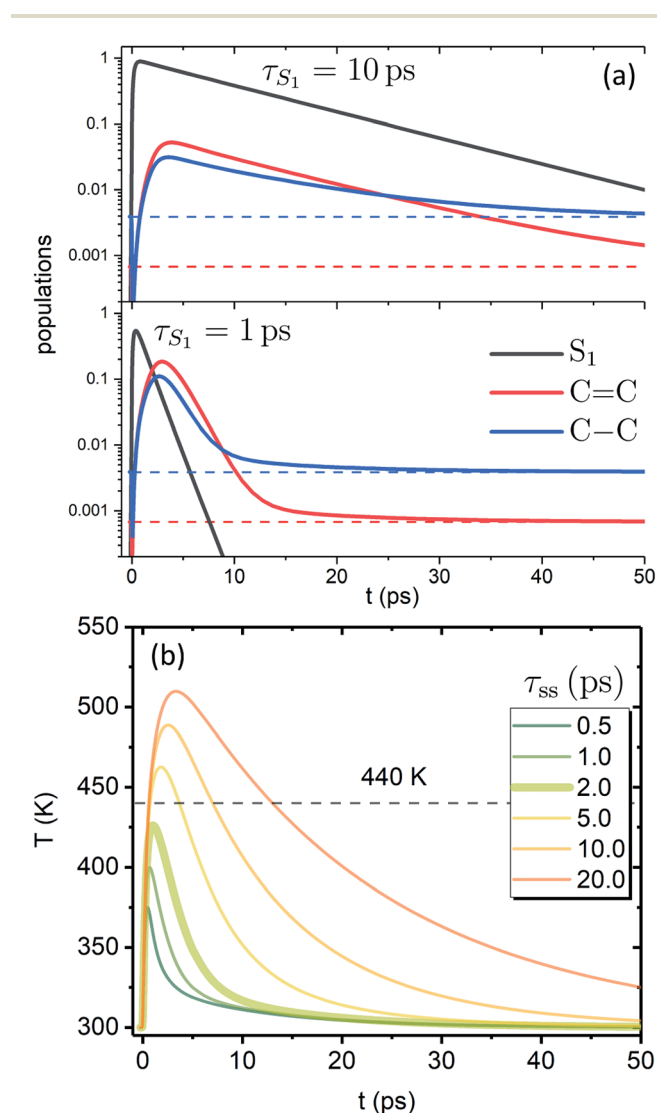 τS₁ = 10 ps
(a)
1
0.1
0.01
0.001
populations
τS₁ = 1 ps
1
0.1
0.01
0.001
S₁
C=C
C−C
0 10 20 30 40 50
t (ps)
(b)
550
500
450
400
350
300
T (K)
τss (ps)
0.5
1.0
2.0
5.0
10.0
20.0
440 K
0 10 20 30 40 50
t (ps)